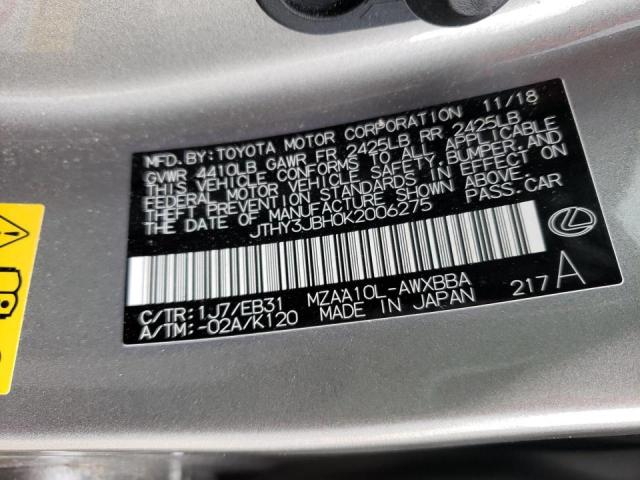 MFD. BY: TOYOTA MOTOR CORPORATION 11/18
GVWR 4410LB GAWR FR 2425LB RR 2425LB
THIS VEHICLE CONFORMS TO ALL APPLICABLE
FEDERAL MOTOR VEHICLE SAFETY, BUMPER, AND
THEFT PREVENTION STANDARDS IN EFFECT ON
THE DATE OF MANUFACTURE SHOWN ABOVE.
JTHY3JBH0K2006275 PASS. CAR
C/TR: 1J7/EB31 MZAA10L-AWXBBA
A/TM: -02A/K120 MADE IN JAPAN 217A